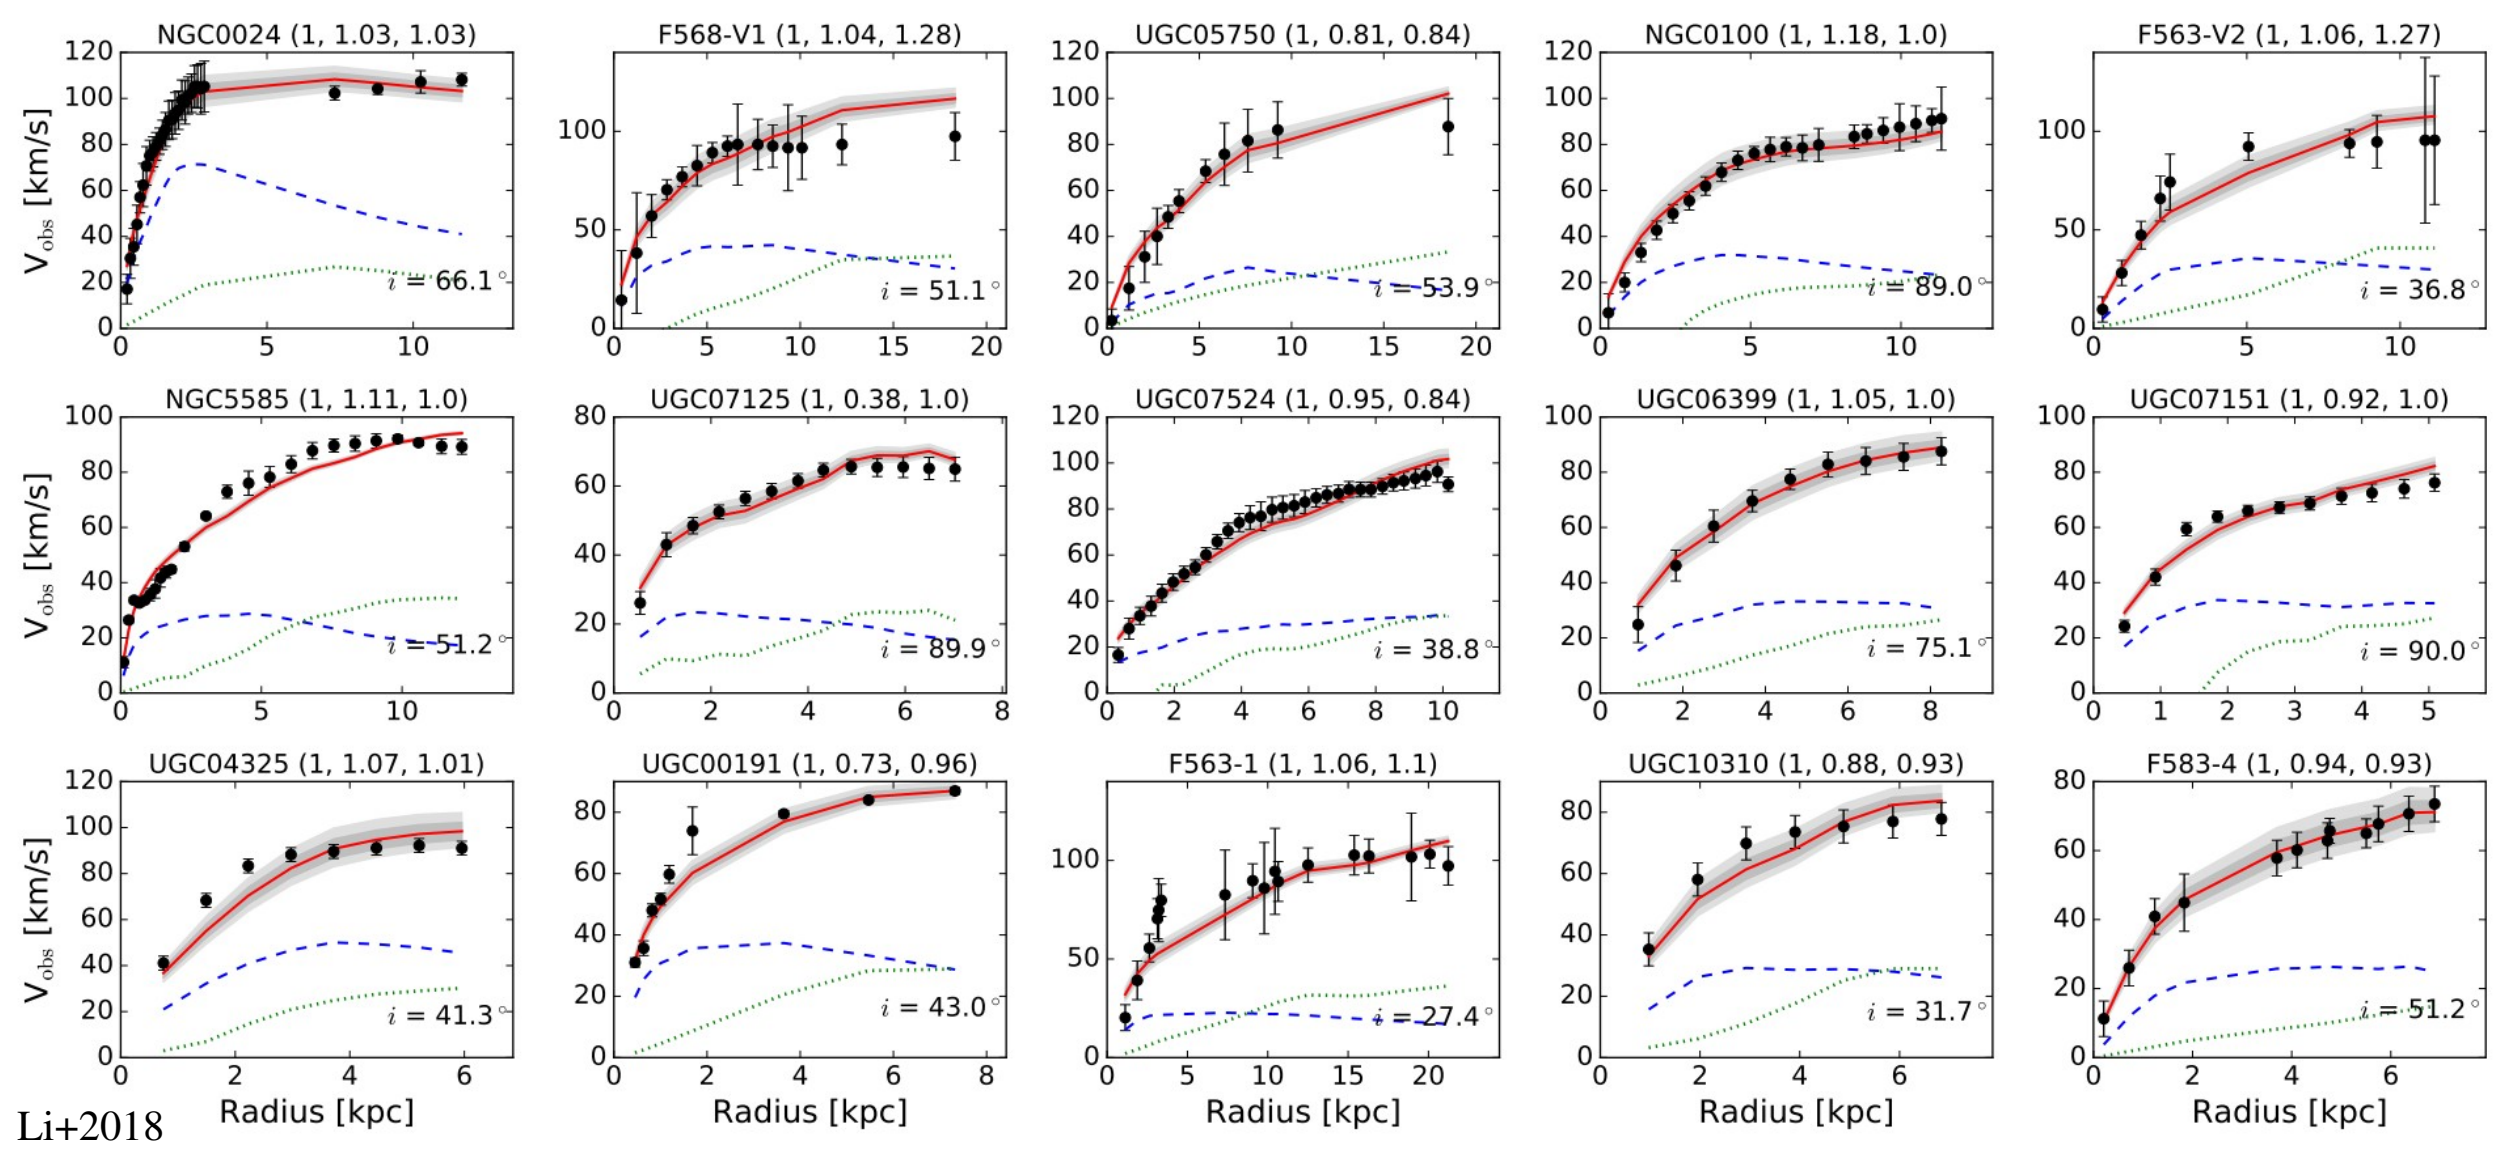 NGC0024 (1, 1.03, 1.03)
F568-V1 (1, 1.04, 1.28)
UGC05750 (1, 0.81, 0.84)
NGC0100 (1, 1.18, 1.0)
F563-V2 (1, 1.06, 1.27)
V_obs [km/s]
120
100
80
60
40
20
0
0 5 10
i = 66.1°
100
50
0
0 5 10 15 20
i = 51.1°
120
100
80
60
40
20
0
0 5 10 15 20
i = 53.9°
120
100
80
60
40
20
0
0 5 10
i = 89.0°
100
50
0
0 5 10
i = 36.8°
NGC5585 (1, 1.11, 1.0)
UGC07125 (1, 0.38, 1.0)
UGC07524 (1, 0.95, 0.84)
UGC06399 (1, 1.05, 1.0)
UGC07151 (1, 0.92, 1.0)
V_obs [km/s]
100
80
60
40
20
0
0 5 10
i = 51.2°
80
60
40
20
0
0 2 4 6 8
i = 89.9°
120
100
80
60
40
20
0
0 2 4 6 8 10
i = 38.8°
100
80
60
40
20
0
0 2 4 6 8
i = 75.1°
100
80
60
40
20
0
0 1 2 3 4 5
i = 90.0°
UGC04325 (1, 1.07, 1.01)
UGC00191 (1, 0.73, 0.96)
F563-1 (1, 1.06, 1.1)
UGC10310 (1, 0.88, 0.93)
F583-4 (1, 0.94, 0.93)
V_obs [km/s]
120
100
80
60
40
20
0
0 2 4 6
i = 41.3°
Radius [kpc]
80
60
40
20
0
0 2 4 6 8
i = 43.0°
Radius [kpc]
100
50
0
0 5 10 15 20
i = 27.4°
Radius [kpc]
80
60
40
20
0
0 2 4 6
i = 31.7°
Radius [kpc]
80
60
40
20
0
0 2 4 6
i = 51.2°
Radius [kpc]
Li+2018